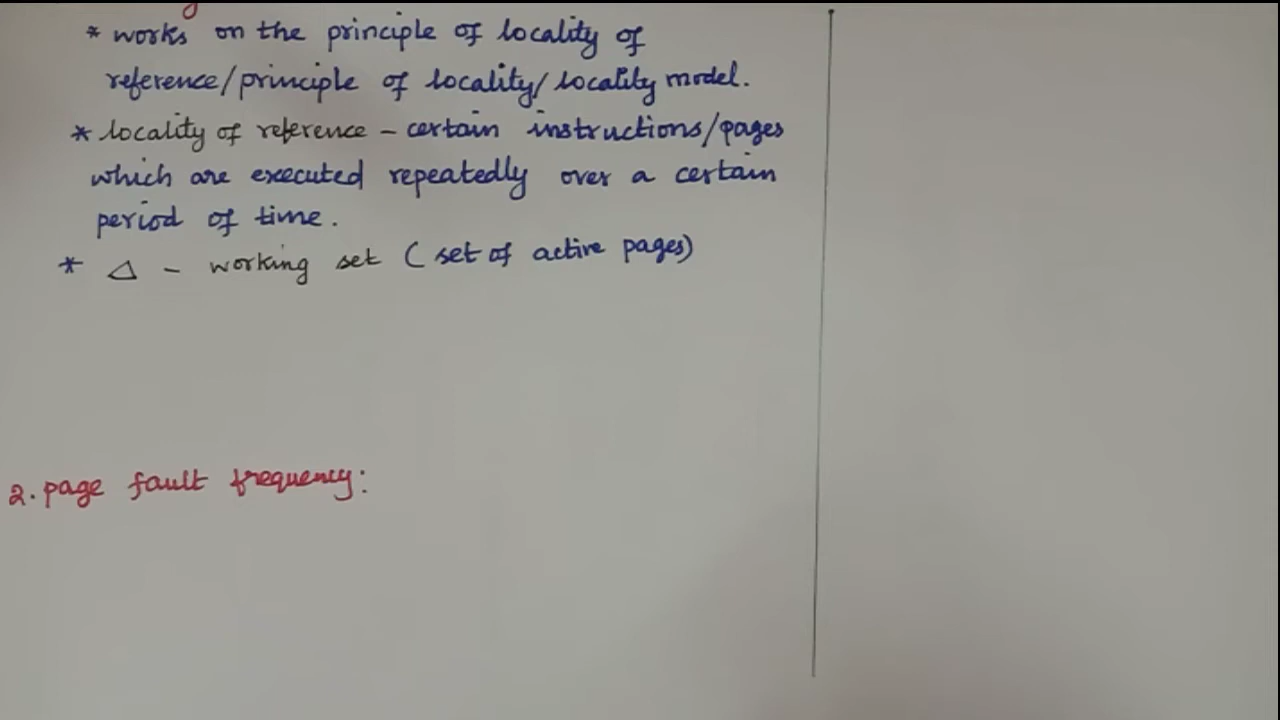 * works on the principle of locality of
reference/principle of locality/locality model.
* locality of reference - certain instructions/pages
which are executed repeatedly over a certain
period of time.
* △ - working set (set of active pages)
2. page fault frequency: